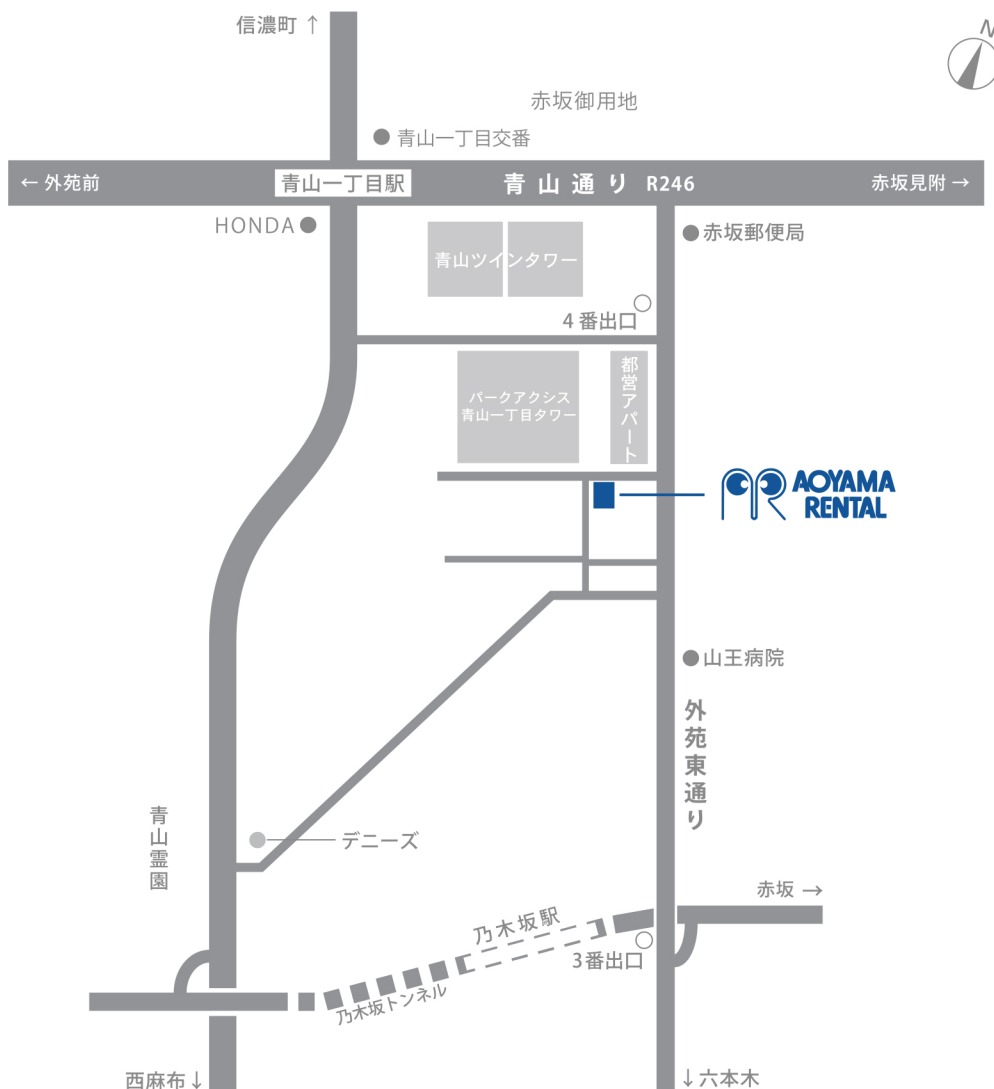 信濃町 ↑
N
赤坂御用地
青山一丁目交番
← 外苑前
青山一丁目駅
青山通り R246
赤坂見附 →
HONDA
赤坂郵便局
青山ツインタワー
4番出口
パークアクシス
青山一丁目タワー
都営アパート
AOYAMA
RENTAL
山王病院
外苑東通り
青山霊園
デニーズ
赤坂 →
乃木坂駅
3番出口
乃木坂トンネル
西麻布 ↓
↓ 六本木